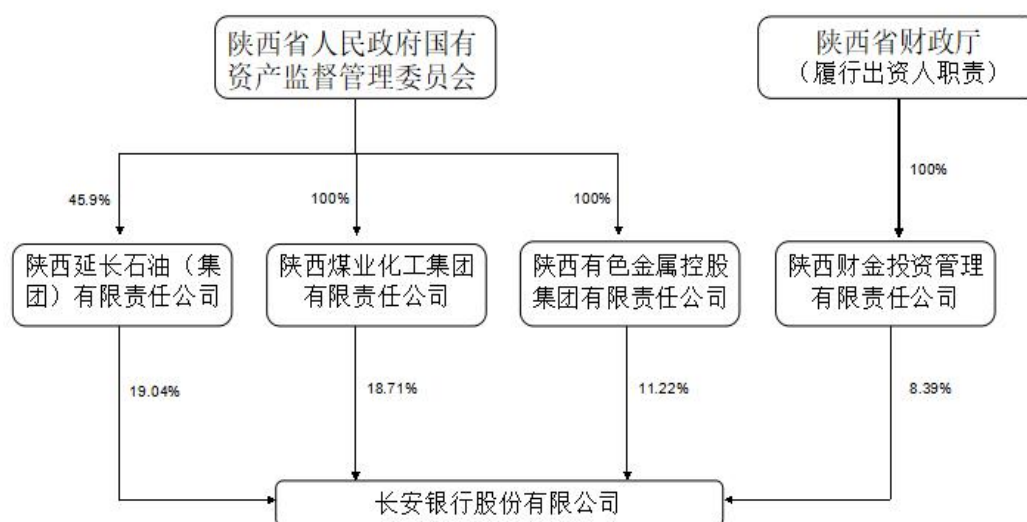 陕西省人民政府国有
资产监督管理委员会
陕西省财政厅
（履行出资人职责）
45.9%
100%
100%
100%
陕西延长石油（集
团）有限责任公司
陕西煤业化工集团
有限责任公司
陕西有色金属控股
集团有限责任公司
陕西财金投资管理
有限责任公司
19.04%
18.71%
11.22%
8.39%
长安银行股份有限公司